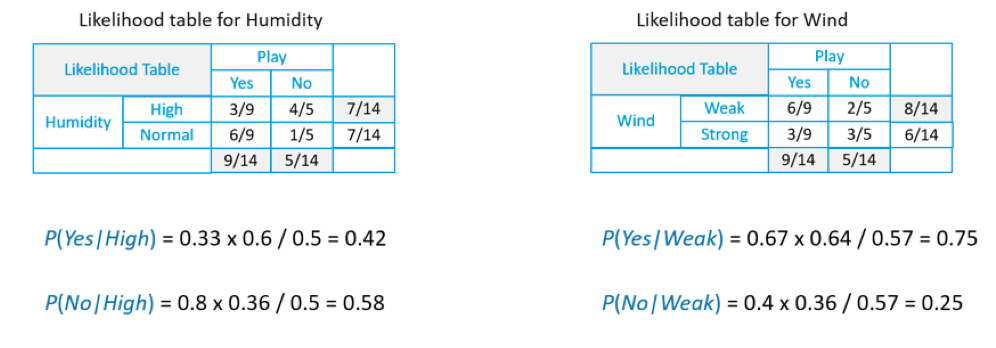 Likelihood table for Humidity
Likelihood Table Play
Yes No
Humidity High 3/9 4/5 7/14
Normal 6/9 1/5 7/14
9/14 5/14
P(Yes|High) = 0.33 x 0.6 / 0.5 = 0.42
P(No|High) = 0.8 x 0.36 / 0.5 = 0.58
Likelihood table for Wind
Likelihood Table Play
Yes No
Wind Weak 6/9 2/5 8/14
Strong 3/9 3/5 6/14
9/14 5/14
P(Yes|Weak) = 0.67 x 0.64 / 0.57 = 0.75
P(No|Weak) = 0.4 x 0.36 / 0.57 = 0.25